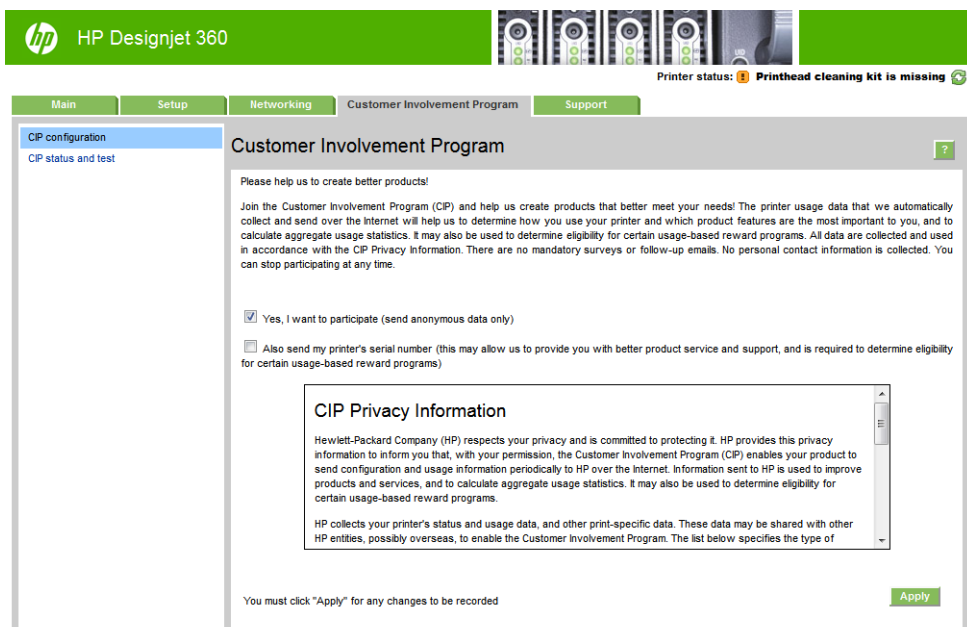 hp HP Designjet 360
UID
Printer status: Printhead cleaning kit is missing
Main Setup Networking Customer Involvement Program Support
CIP configuration
CIP status and test
Customer Involvement Program
?
Please help us to create better products!
Join the Customer Involvement Program (CIP) and help us create products that better meet your needs! The printer usage data that we automatically
collect and send over the Internet will help us to determine how you use your printer and which product features are the most important to you, and to
calculate aggregate usage statistics. It may also be used to determine eligibility for certain usage-based reward programs. All data are collected and used
in accordance with the CIP Privacy Information. There are no mandatory surveys or follow-up emails. No personal contact information is collected. You
can stop participating at any time.
Yes, I want to participate (send anonymous data only)
Also send my printer's serial number (this may allow us to provide you with better product service and support, and is required to determine eligibility
for certain usage-based reward programs)
CIP Privacy Information
Hewlett-Packard Company (HP) respects your privacy and is committed to protecting it. HP provides this privacy
information to inform you that, with your permission, the Customer Involvement Program (CIP) enables your product to
send configuration and usage information periodically to HP over the Internet. Information sent to HP is used to improve
products and services, and to calculate aggregate usage statistics. It may also be used to determine eligibility for
certain usage-based reward programs.
HP collects your printer's status and usage data, and other print-specific data. These data may be shared with other
HP entities, possibly overseas, to enable the Customer Involvement Program. The list below specifies the type of
You must click "Apply" for any changes to be recorded
Apply